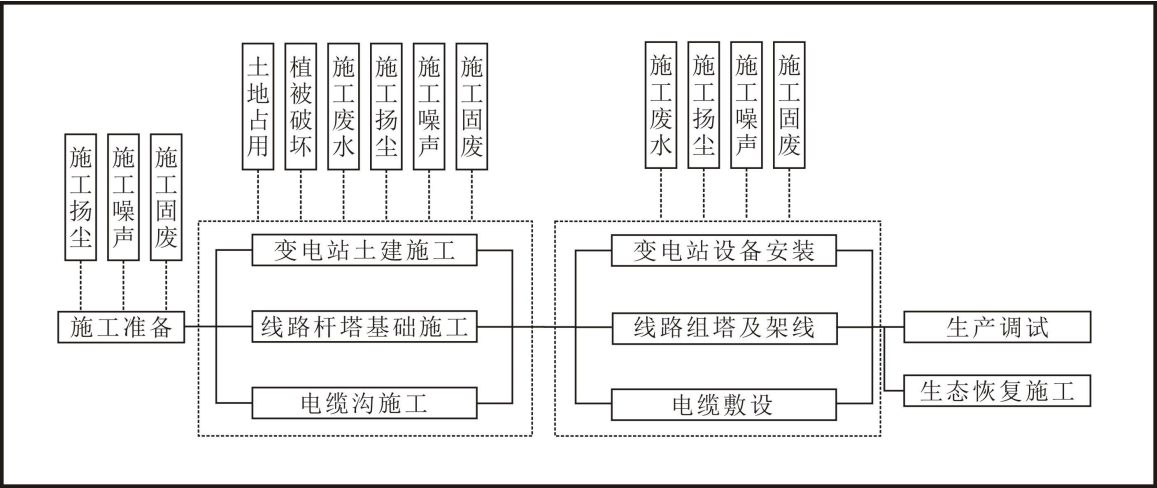 土地占用
植被破坏
施工废水
施工扬尘
施工噪声
施工固废
施工废水
施工扬尘
施工噪声
施工固废
施工扬尘
施工噪声
施工固废
变电站土建施工
变电站设备安装
施工准备
线路杆塔基础施工
线路组塔及架线
生产调试
电缆沟施工
电缆敷设
生态恢复施工